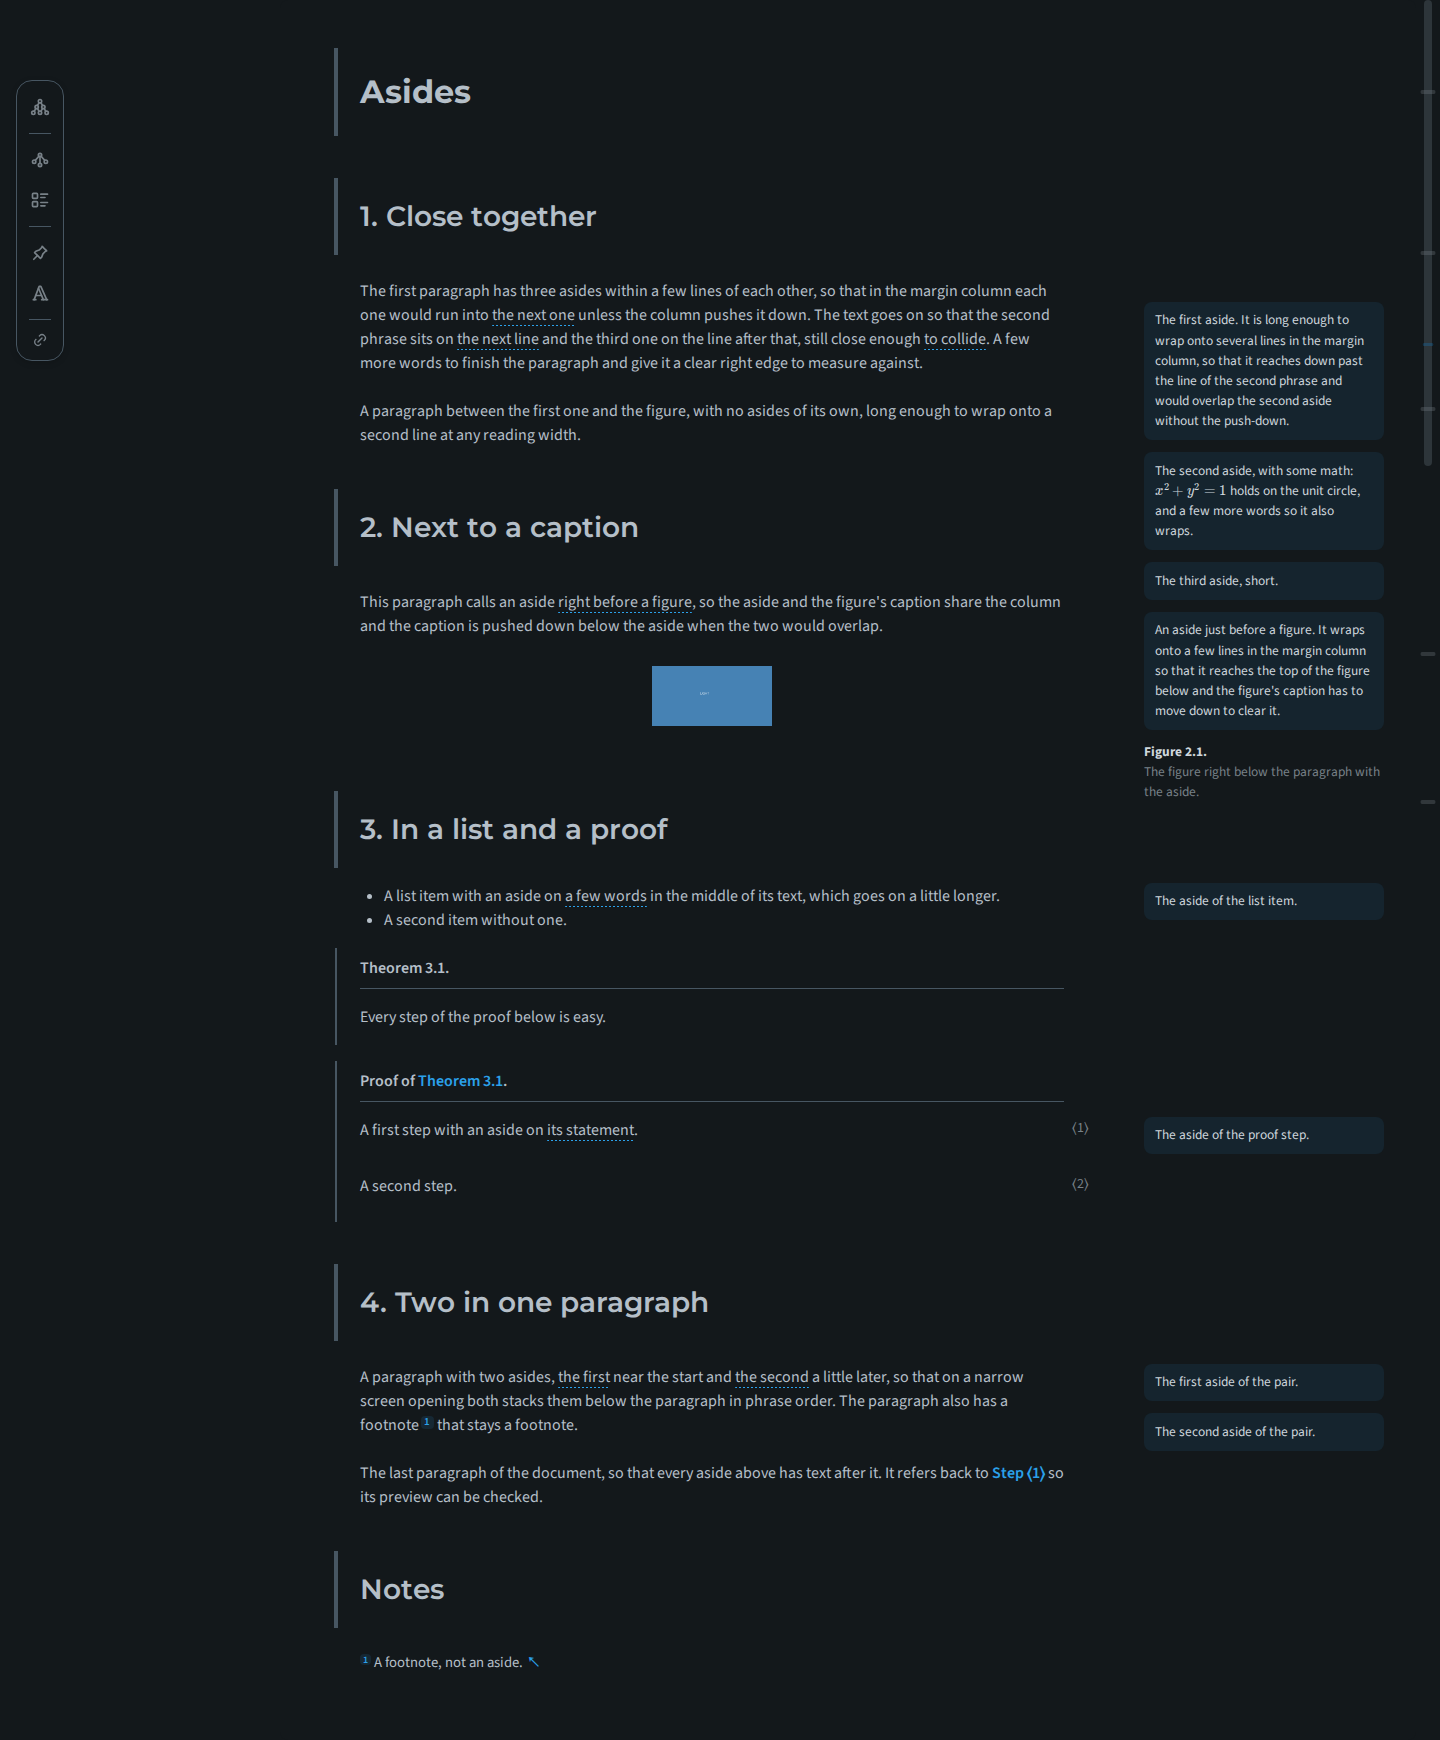 Asides
1. Close together
The first paragraph has three asides within a few lines of each other, so that in the margin column each
one would run into the next one unless the column pushes it down. The text goes on so that the second
phrase sits on the next line and the third one on the line after that, still close enough to collide. A few
more words to finish the paragraph and give it a clear right edge to measure against.
The first aside. It is long enough to
wrap onto several lines in the margin
column, so that it reaches down past
the line of the second phrase and
would overlap the second aside
without the push-down.
A paragraph between the first one and the figure, with no asides of its own, long enough to wrap onto a
second line at any reading width.
The second aside, with some math:
x² + y² = 1 holds on the unit circle,
and a few more words so it also
wraps.
The third aside, short.
2. Next to a caption
This paragraph calls an aside right before a figure, so the aside and the figure's caption share the column
and the caption is pushed down below the aside when the two would overlap.
An aside just before a figure. It wraps
onto a few lines in the margin column
so that it reaches the top of the figure
below and the figure's caption has to
move down to clear it.
Figure 2.1.
The figure right below the paragraph with
the aside.
3. In a list and a proof
• A list item with an aside on a few words in the middle of its text, which goes on a little longer.
The aside of the list item.
• A second item without one.
Theorem 3.1.
Every step of the proof below is easy.
Proof of Theorem 3.1.
A first step with an aside on its statement. ⟨1⟩
The aside of the proof step.
A second step. ⟨2⟩
4. Two in one paragraph
A paragraph with two asides, the first near the start and the second a little later, so that on a narrow
screen opening both stacks them below the paragraph in phrase order. The paragraph also has a
footnote 1 that stays a footnote.
The first aside of the pair.
The second aside of the pair.
The last paragraph of the document, so that every aside above has text after it. It refers back to Step ⟨1⟩ so
its preview can be checked.
Notes
1 A footnote, not an aside. ↖